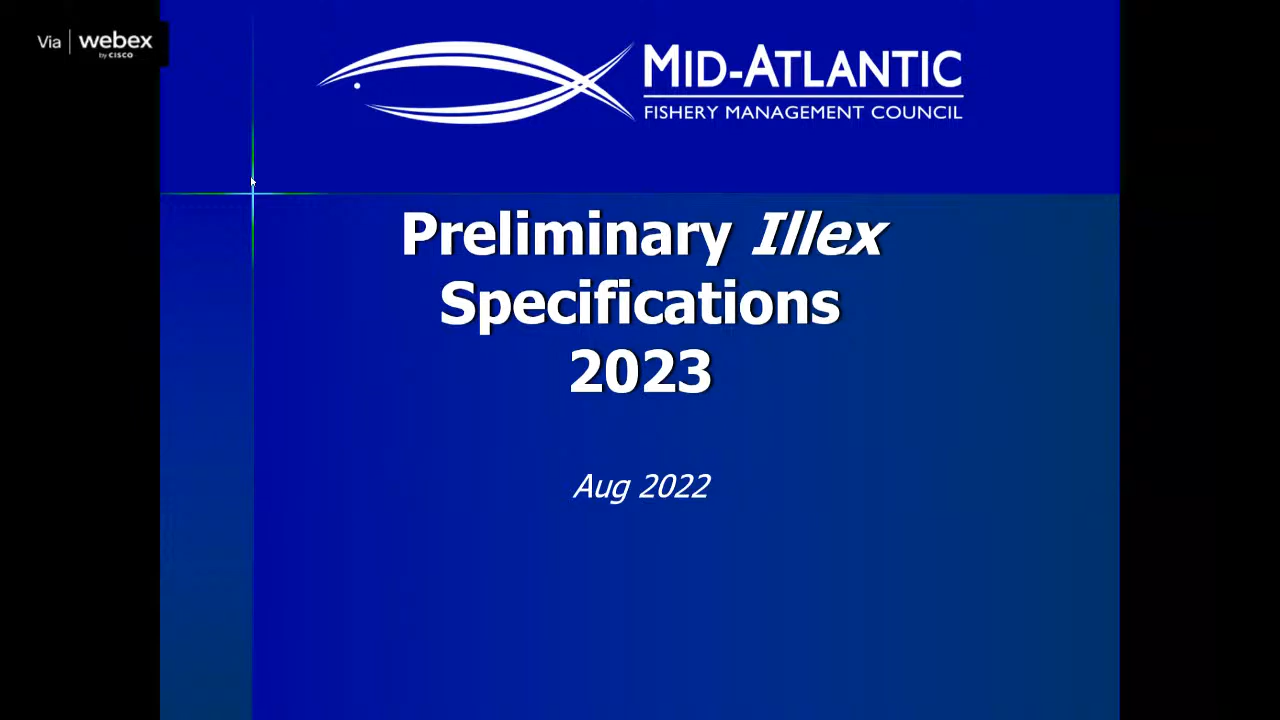 Via webex
by CISCO
MID-ATLANTIC
FISHERY MANAGEMENT COUNCIL
Preliminary Illex
Specifications
2023
Aug 2022